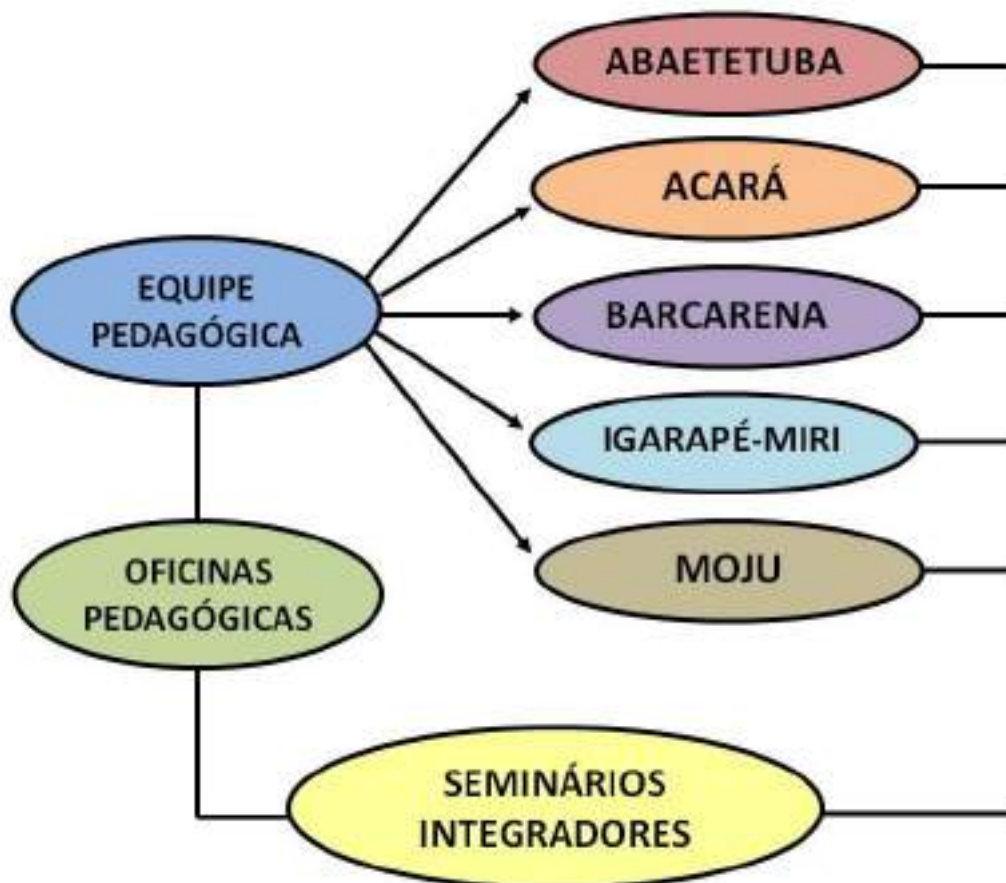 ABAETETUBA
ACARÁ
EQUIPE
PEDAGÓGICA
BARCARENA
IGARAPÉ-MIRI
MOJU
OFICINAS
PEDAGÓGICAS
SEMINÁRIOS
INTEGRADORES